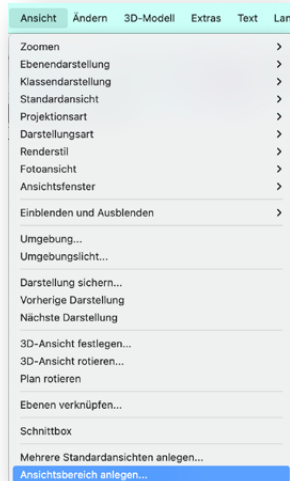 Ansicht Ändern 3D-Modell Extras Text
Zoomen
Ebenendarstellung
Klassendarstellung
Standardansicht
Projektionsart
Darstellungsart
Renderstil
Fotoansicht
Ansichtsfenster
Einblenden und Ausblenden
Umgebung...
Umgebungslicht...
Darstellung sichern...
Vorherige Darstellung
Nächste Darstellung
3D-Ansicht festlegen...
3D-Ansicht rotieren...
Plan rotieren
Ebenen verknüpfen...
Schnittbox
Mehrere Standardansichten anlegen...
Ansichtsbereich anlegen...